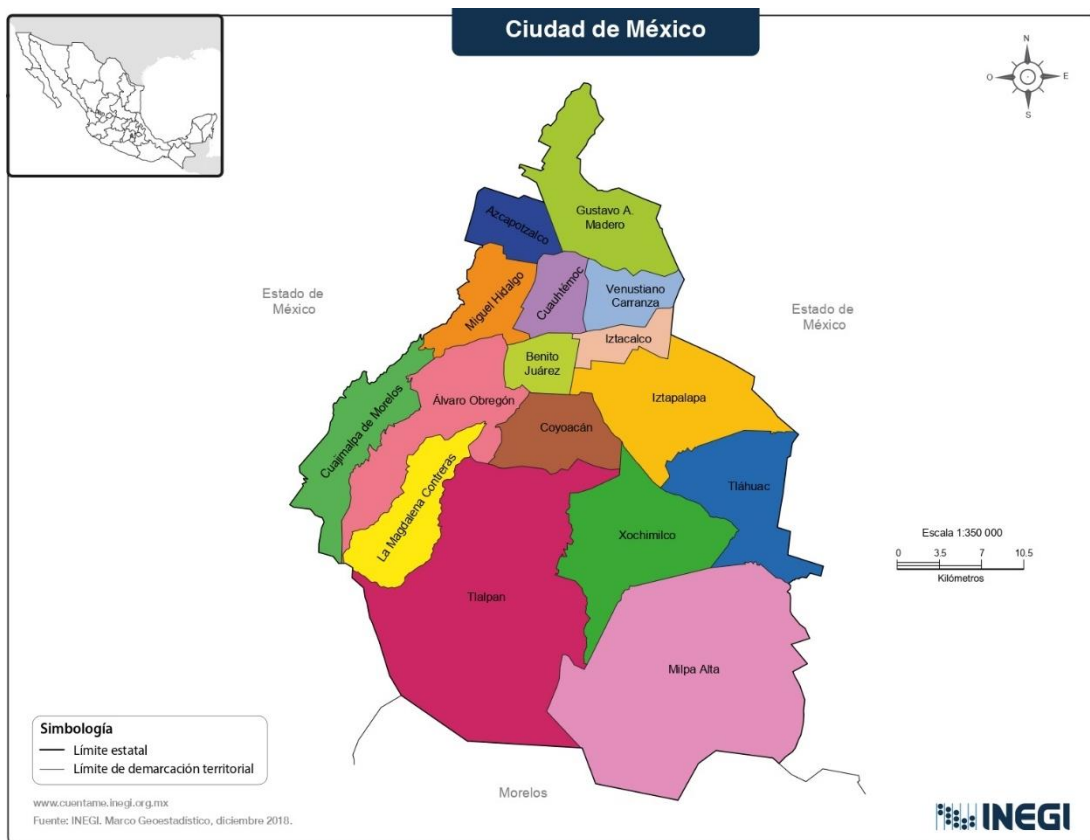 Ciudad de México
N
O
E
S
Azcapotzalco
Gustavo A.
Madero
Miguel Hidalgo
Cuauhtémoc
Venustiano
Carranza
Estado de
México
Estado de
México
Iztacalco
Benito
Juárez
Iztapalapa
Cuajimalpa de Morelos
Álvaro Obregón
Coyoacán
La Magdalena Contreras
Tláhuac
Xochimilco
Tlalpan
Milpa Alta
Escala 1:350 000
0 3.5 7 10.5
Kilómetros
Simbología
Límite estatal
Límite de demarcación territorial
Morelos
www.cuentame.inegi.org.mx
Fuente: INEGI. Marco Geoestadístico, diciembre 2018.
INEGI